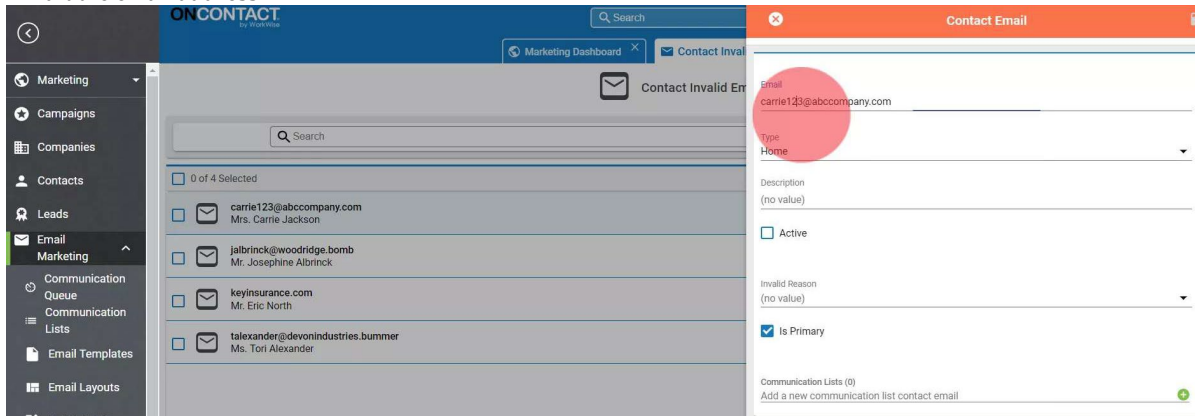 ONCONTACT
by WorkWise
Search
Contact Email
Marketing Dashboard
Contact Inval
Marketing
Campaigns
Companies
Contacts
Leads
Email
Marketing
Communication
Queue
Communication
Lists
Email Templates
Email Layouts
Contact Invalid Em
Search
0 of 4 Selected
carrie123@abccompany.com
Mrs. Carrie Jackson
jalbrinck@woodridge.bomb
Mr. Josephine Albrinck
keyinsurance.com
Mr. Eric North
talexander@devonindustries.bummer
Ms. Tori Alexander
Email
carrie123@abccompany.com
Type
Home
Description
(no value)
Active
Invalid Reason
(no value)
Is Primary
Communication Lists (0)
Add a new communication list contact email